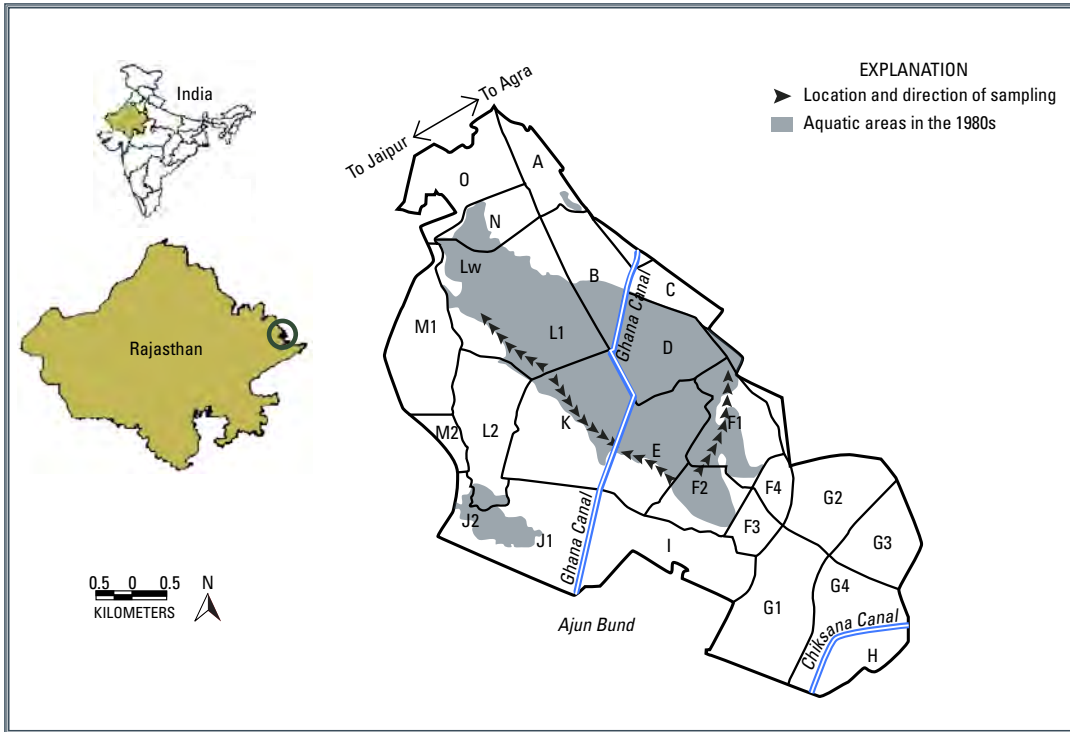 India
Rajasthan
0.5 0 0.5
KILOMETERS
N
To Jaipur
To Agra
EXPLANATION
Location and direction of sampling
Aquatic areas in the 1980s
A
O
N
Lw
B
C
Ghana Canal
M1
L1
D
M2
L2
K
E
F1
F2
F4
F3
G2
G3
J2
J1
Ghana Canal
I
G1
G4
Ajun Bund
Chiksana Canal
H